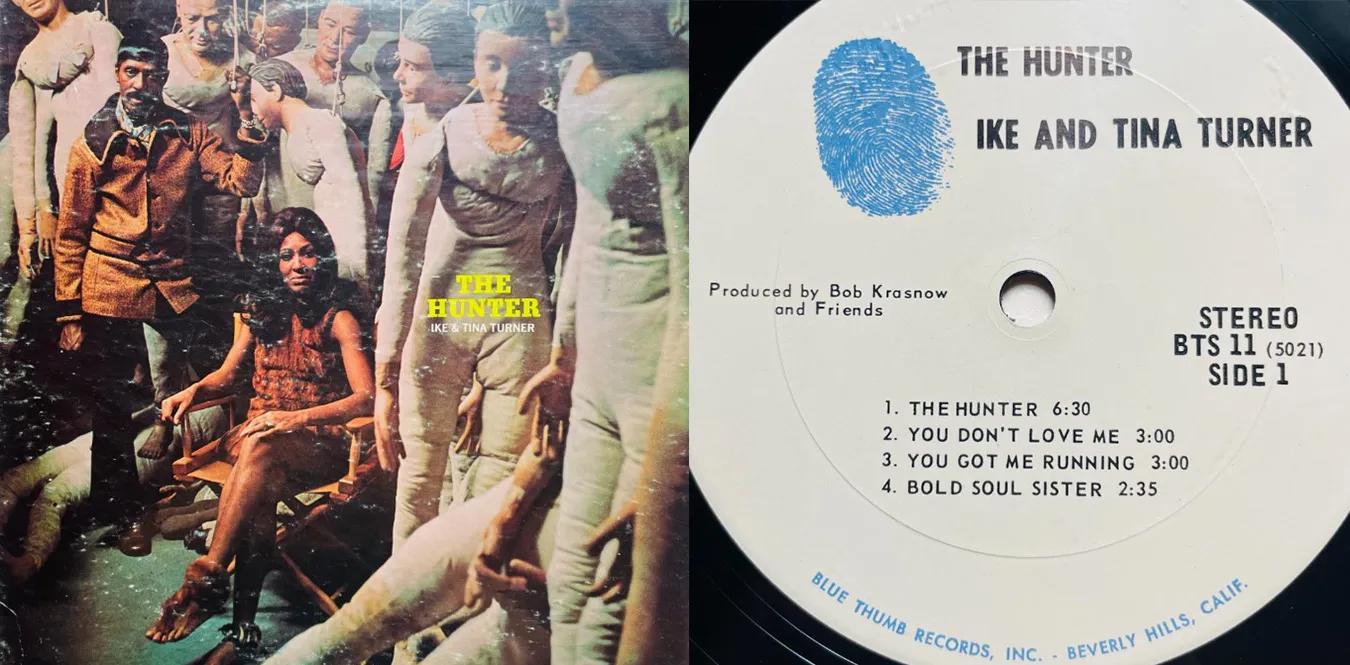 THE
HUNTER
IKE & TINA TURNER
THE HUNTER
IKE AND TINA TURNER
Produced by Bob Krasnow
and Friends
STEREO
BTS 11 (5021)
SIDE 1
1. THE HUNTER 6:30
2. YOU DON'T LOVE ME 3:00
3. YOU GOT ME RUNNING 3:00
4. BOLD SOUL SISTER 2:35
BLUE THUMB RECORDS, INC. - BEVERLY HILLS, CALIF.